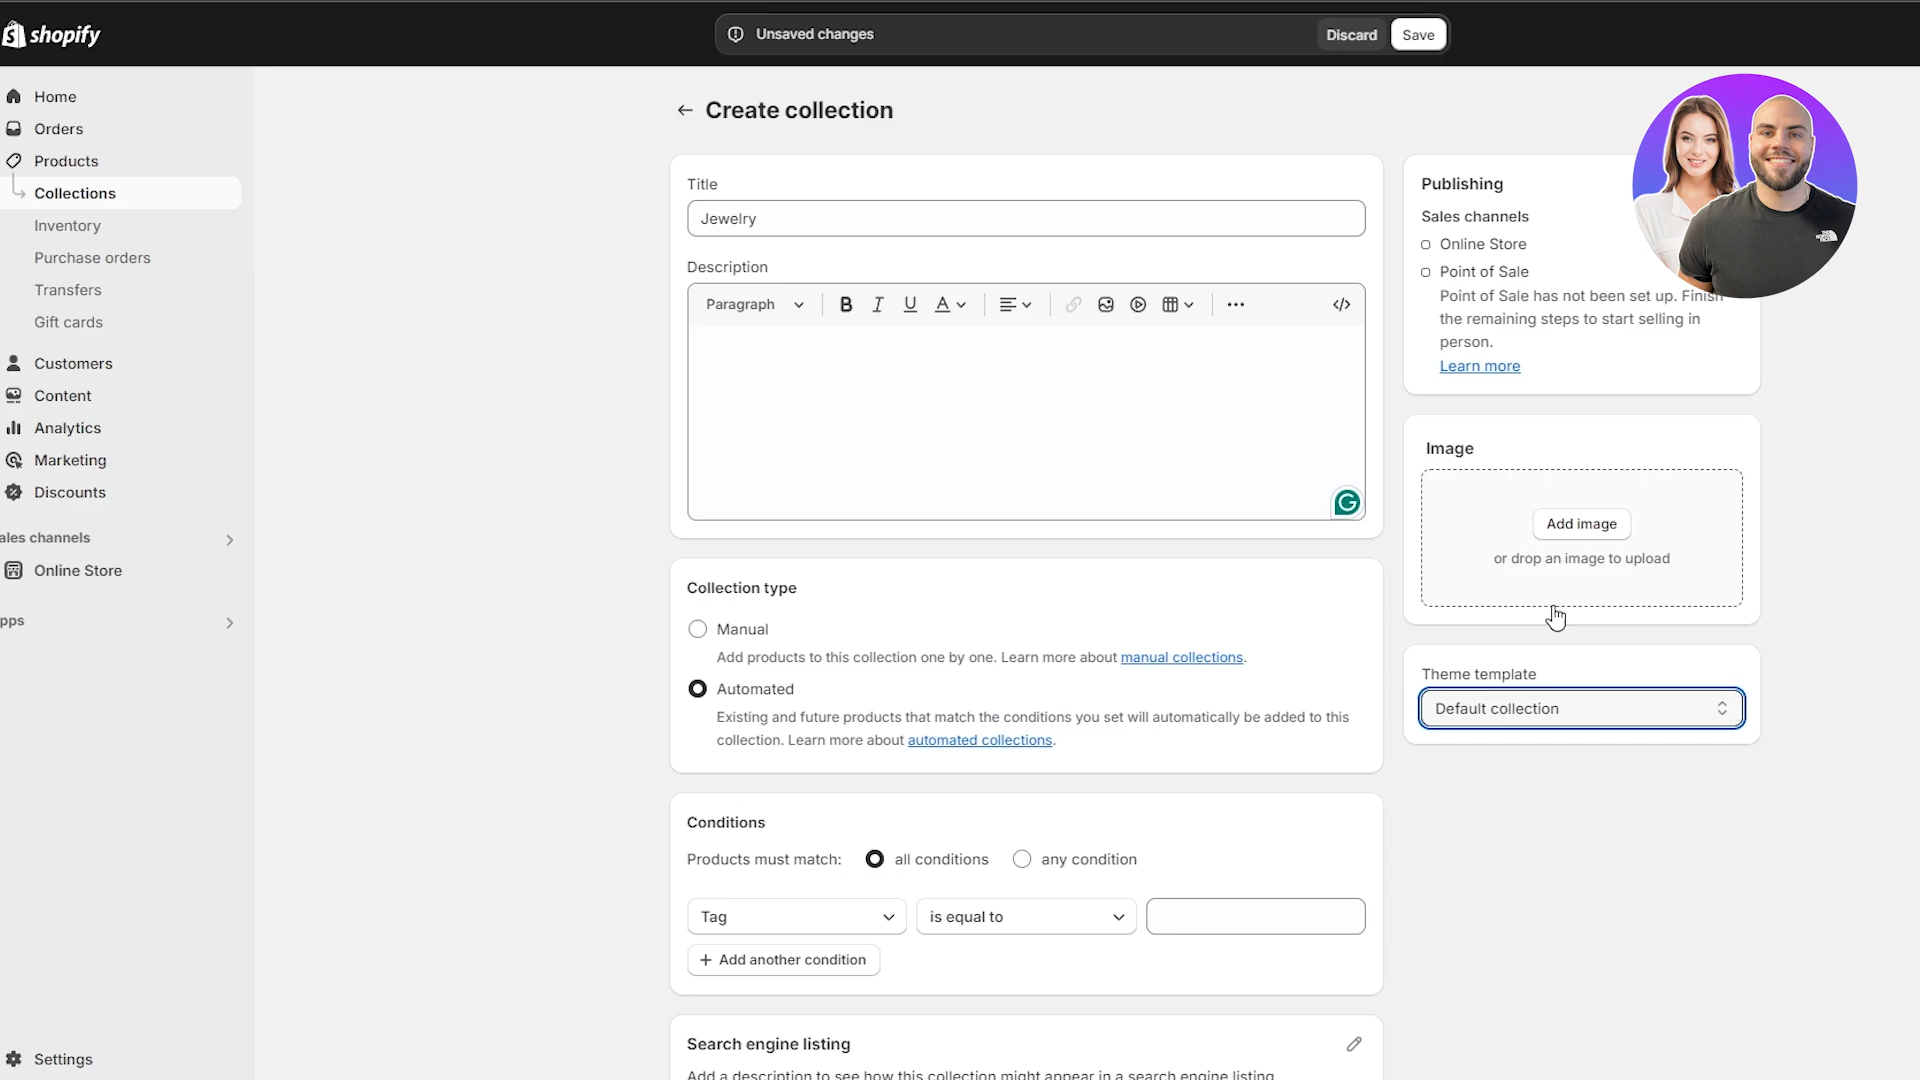 shopify
Unsaved changes
Discard
Save
Home
Orders
Products
Collections
Inventory
Purchase orders
Transfers
Gift cards
Customers
Content
Analytics
Marketing
Discounts
ales channels
Online Store
pps
Settings
Create collection
Title
Jewelry
Description
Paragraph
Collection type
Manual
Add products to this collection one by one. Learn more about manual collections.
Automated
Existing and future products that match the conditions you set will automatically be added to this
collection. Learn more about automated collections.
Conditions
Products must match: all conditions any condition
Tag is equal to
Add another condition
Search engine listing
Add a description to see how this collection might appear in a search engine listing
Publishing
Sales channels
Online Store
Point of Sale
Point of Sale has not been set up. Finish
the remaining steps to start selling in
person.
Learn more
Image
Add image
or drop an image to upload
Theme template
Default collection